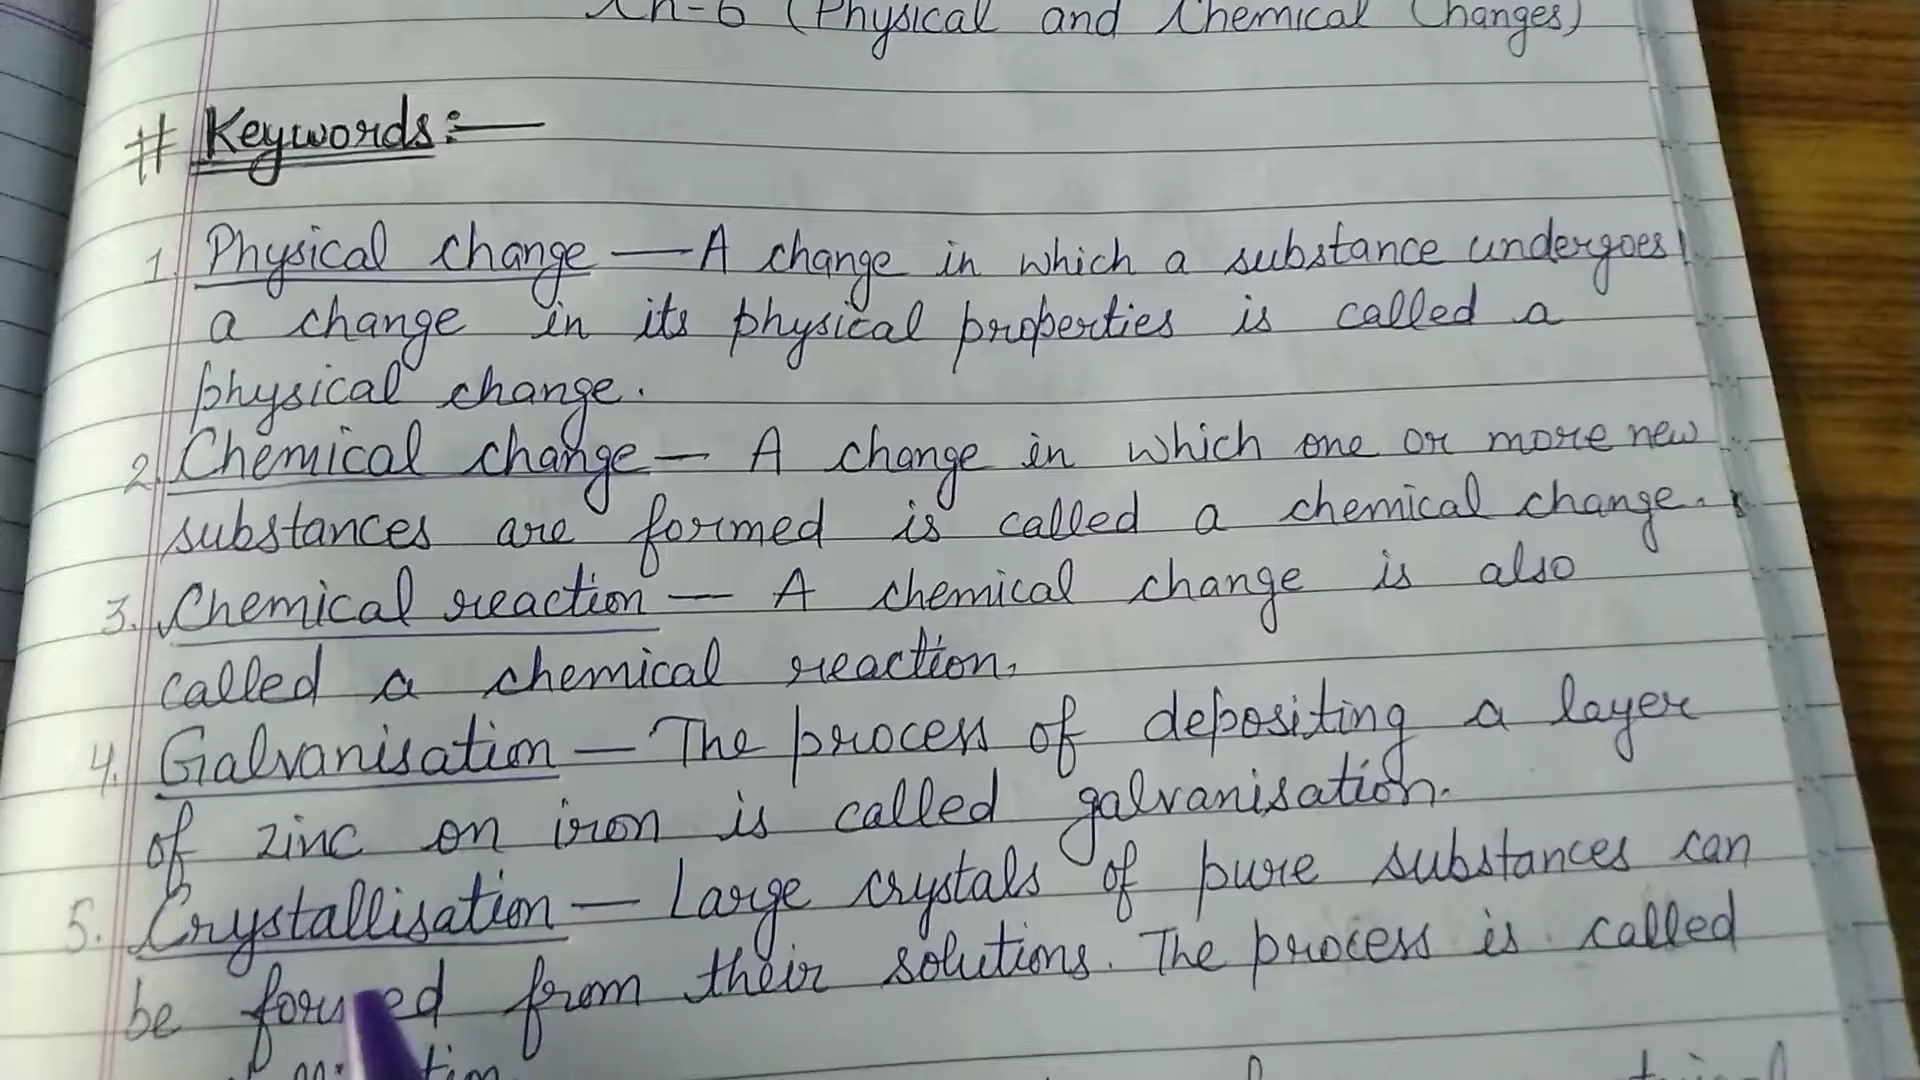 Ch-6 (Physical and Chemical Changes)
# Keywords:—
1. Physical change — A change in which a substance undergoes
a change in its physical properties is called a
physical change.
2. Chemical change — A change in which one or more new
substances are formed is called a chemical change.
3. Chemical reaction — A chemical change is also
called a chemical reaction.
4. Galvanisation — The process of depositing a layer
of zinc on iron is called galvanisation.
5. Crystallisation — Large crystals of pure substances can
be formed from their solutions. The process is called